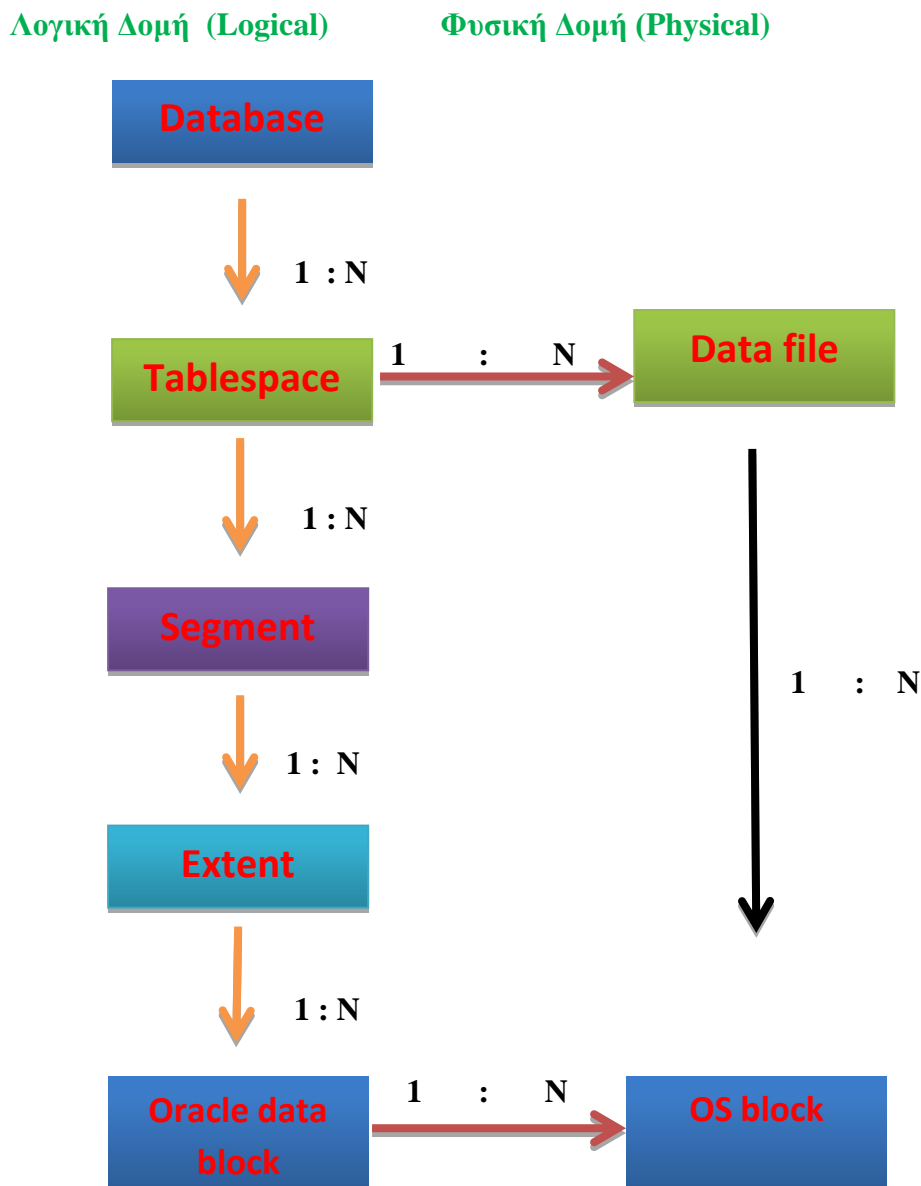 Λογική Δομή (Logical) Φυσική Δομή (Physical)
Database
1 : N
Tablespace
1 : N
Data file
1 : N
Segment
1 : N
1 : N
Extent
1 : N
Oracle data
block
1 : N
OS block